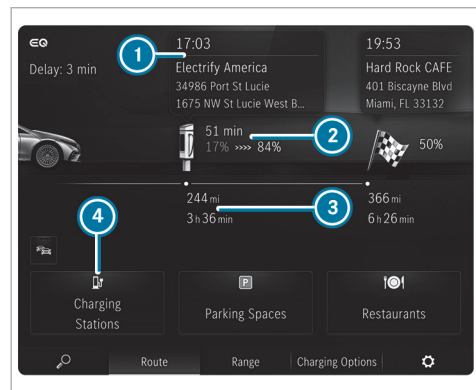 EQ
Delay: 3 min
17:03
Electrify America
34986 Port St Lucie
1675 NW St Lucie West B...
19:53
Hard Rock CAFE
401 Biscayne Blvd
Miami, FL 33132
1
51 min
17% »»» 84%
2
50%
244 mi
3 h 36 min
3
366 mi
6 h 26 min
4
Charging
Stations
P
Parking Spaces
Restaurants
Route
Range
Charging Options